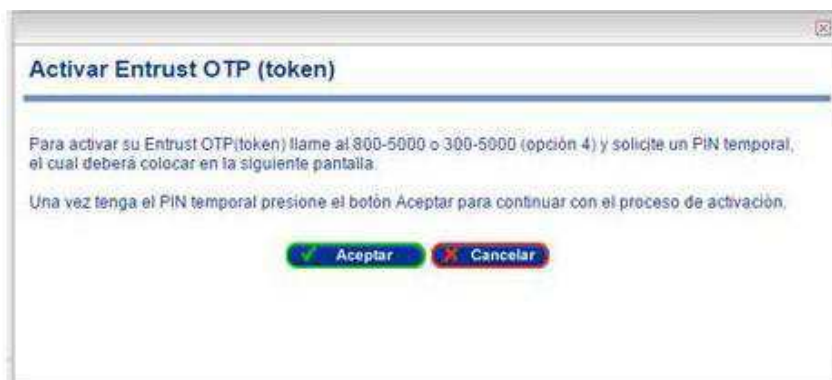 Activar Entrust OTP (token)
Para activar su Entrust OTP(token) llame al 800-5000 o 300-5000 (opción 4) y solicite un PIN temporal,
el cual deberá colocar en la siguiente pantalla.
Una vez tenga el PIN temporal presione el botón Aceptar para continuar con el proceso de activación.
Aceptar Cancelar